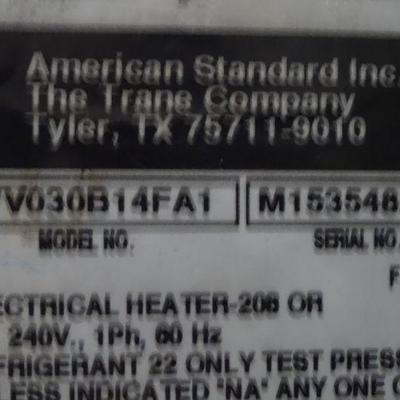 American Standard Inc.
The Trane Company
Tyler, TX 75711-9010
V030B14FA1 M153548
MODEL NO. SERIAL NO.
F
ECTRICAL HEATER-208 OR
240V., 1Ph, 60 Hz
FRIGERANT 22 ONLY TEST PRESS
LESS INDICATED "NA" ANY ONE